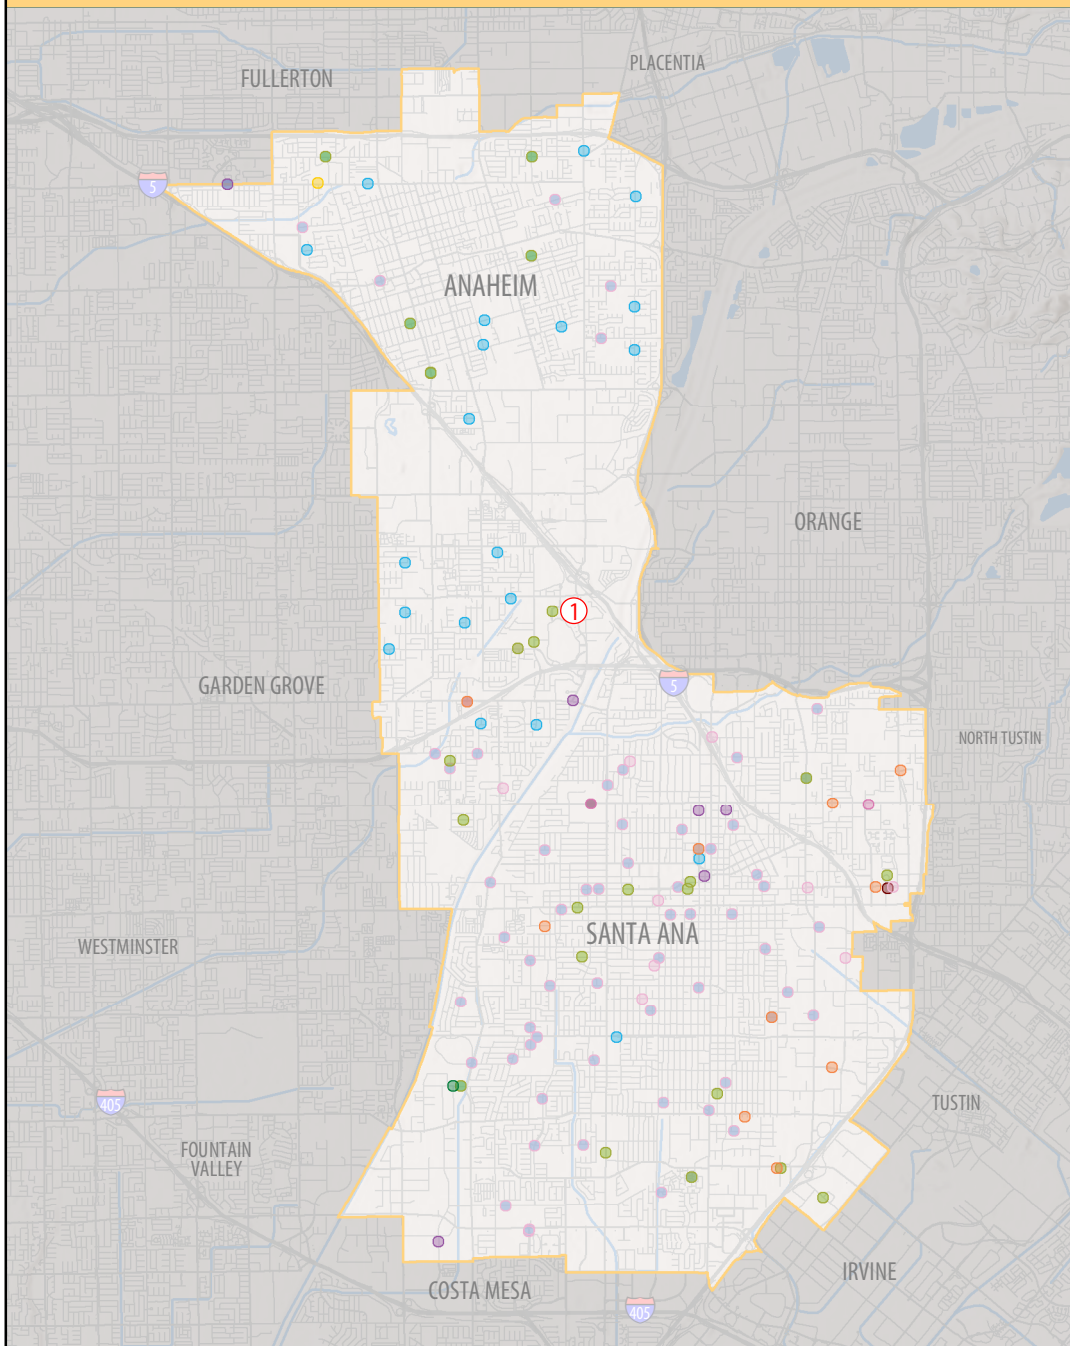 PLACENTIA
FULLERTON
5
ANAHEIM
ORANGE
1
GARDEN GROVE
5
NORTH TUSTIN
SANTA ANA
WESTMINSTER
405
TUSTIN
FOUNTAIN
VALLEY
IRVINE
COSTA MESA
405